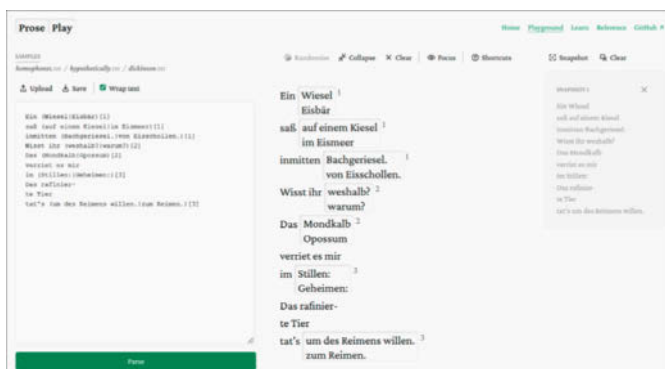 Prose Play
Home Playground Learn Reference GitHub
SAMPLES
homophones.txt / hypothetically.txt / dickinson.txt
Upload Save Wrap text
Ein (Wiesel|Eisbär)[1]
saß (auf einem Kiesel|im Eismeer)[1]
inmitten (Bachgeriesel.|von Eisschollen.)[1]
Wisst ihr (weshalb?|warum?)[2]
Das (Mondkalb|Opossum)[2]
verriet es mir
im (Stillen:|Geheimen:)[3]
Das rafinier-
te Tier
tat's (um des Reimens willen.|zum Reimen.)[3]
Parse
Randomize Collapse Clear Focus Shortcuts
Ein Wiesel 1
Eisbär
saß auf einem Kiesel 1
im Eismeer
inmitten Bachgeriesel. 1
von Eisschollen.
Wisst ihr weshalb? 2
warum?
Das Mondkalb 2
Opossum
verriet es mir
im Stillen: 3
Geheimen:
Das rafinier-
te Tier
tat's um des Reimens willen. 3
zum Reimen.
Snapshot Clear
SNAPSHOT 1
Ein Wiesel
saß auf einem Kiesel
inmitten Bachgeriesel.
Wisst ihr weshalb?
Das Mondkalb
verriet es mir
im Stillen:
Das rafinier-
te Tier
tat's um des Reimens willen.